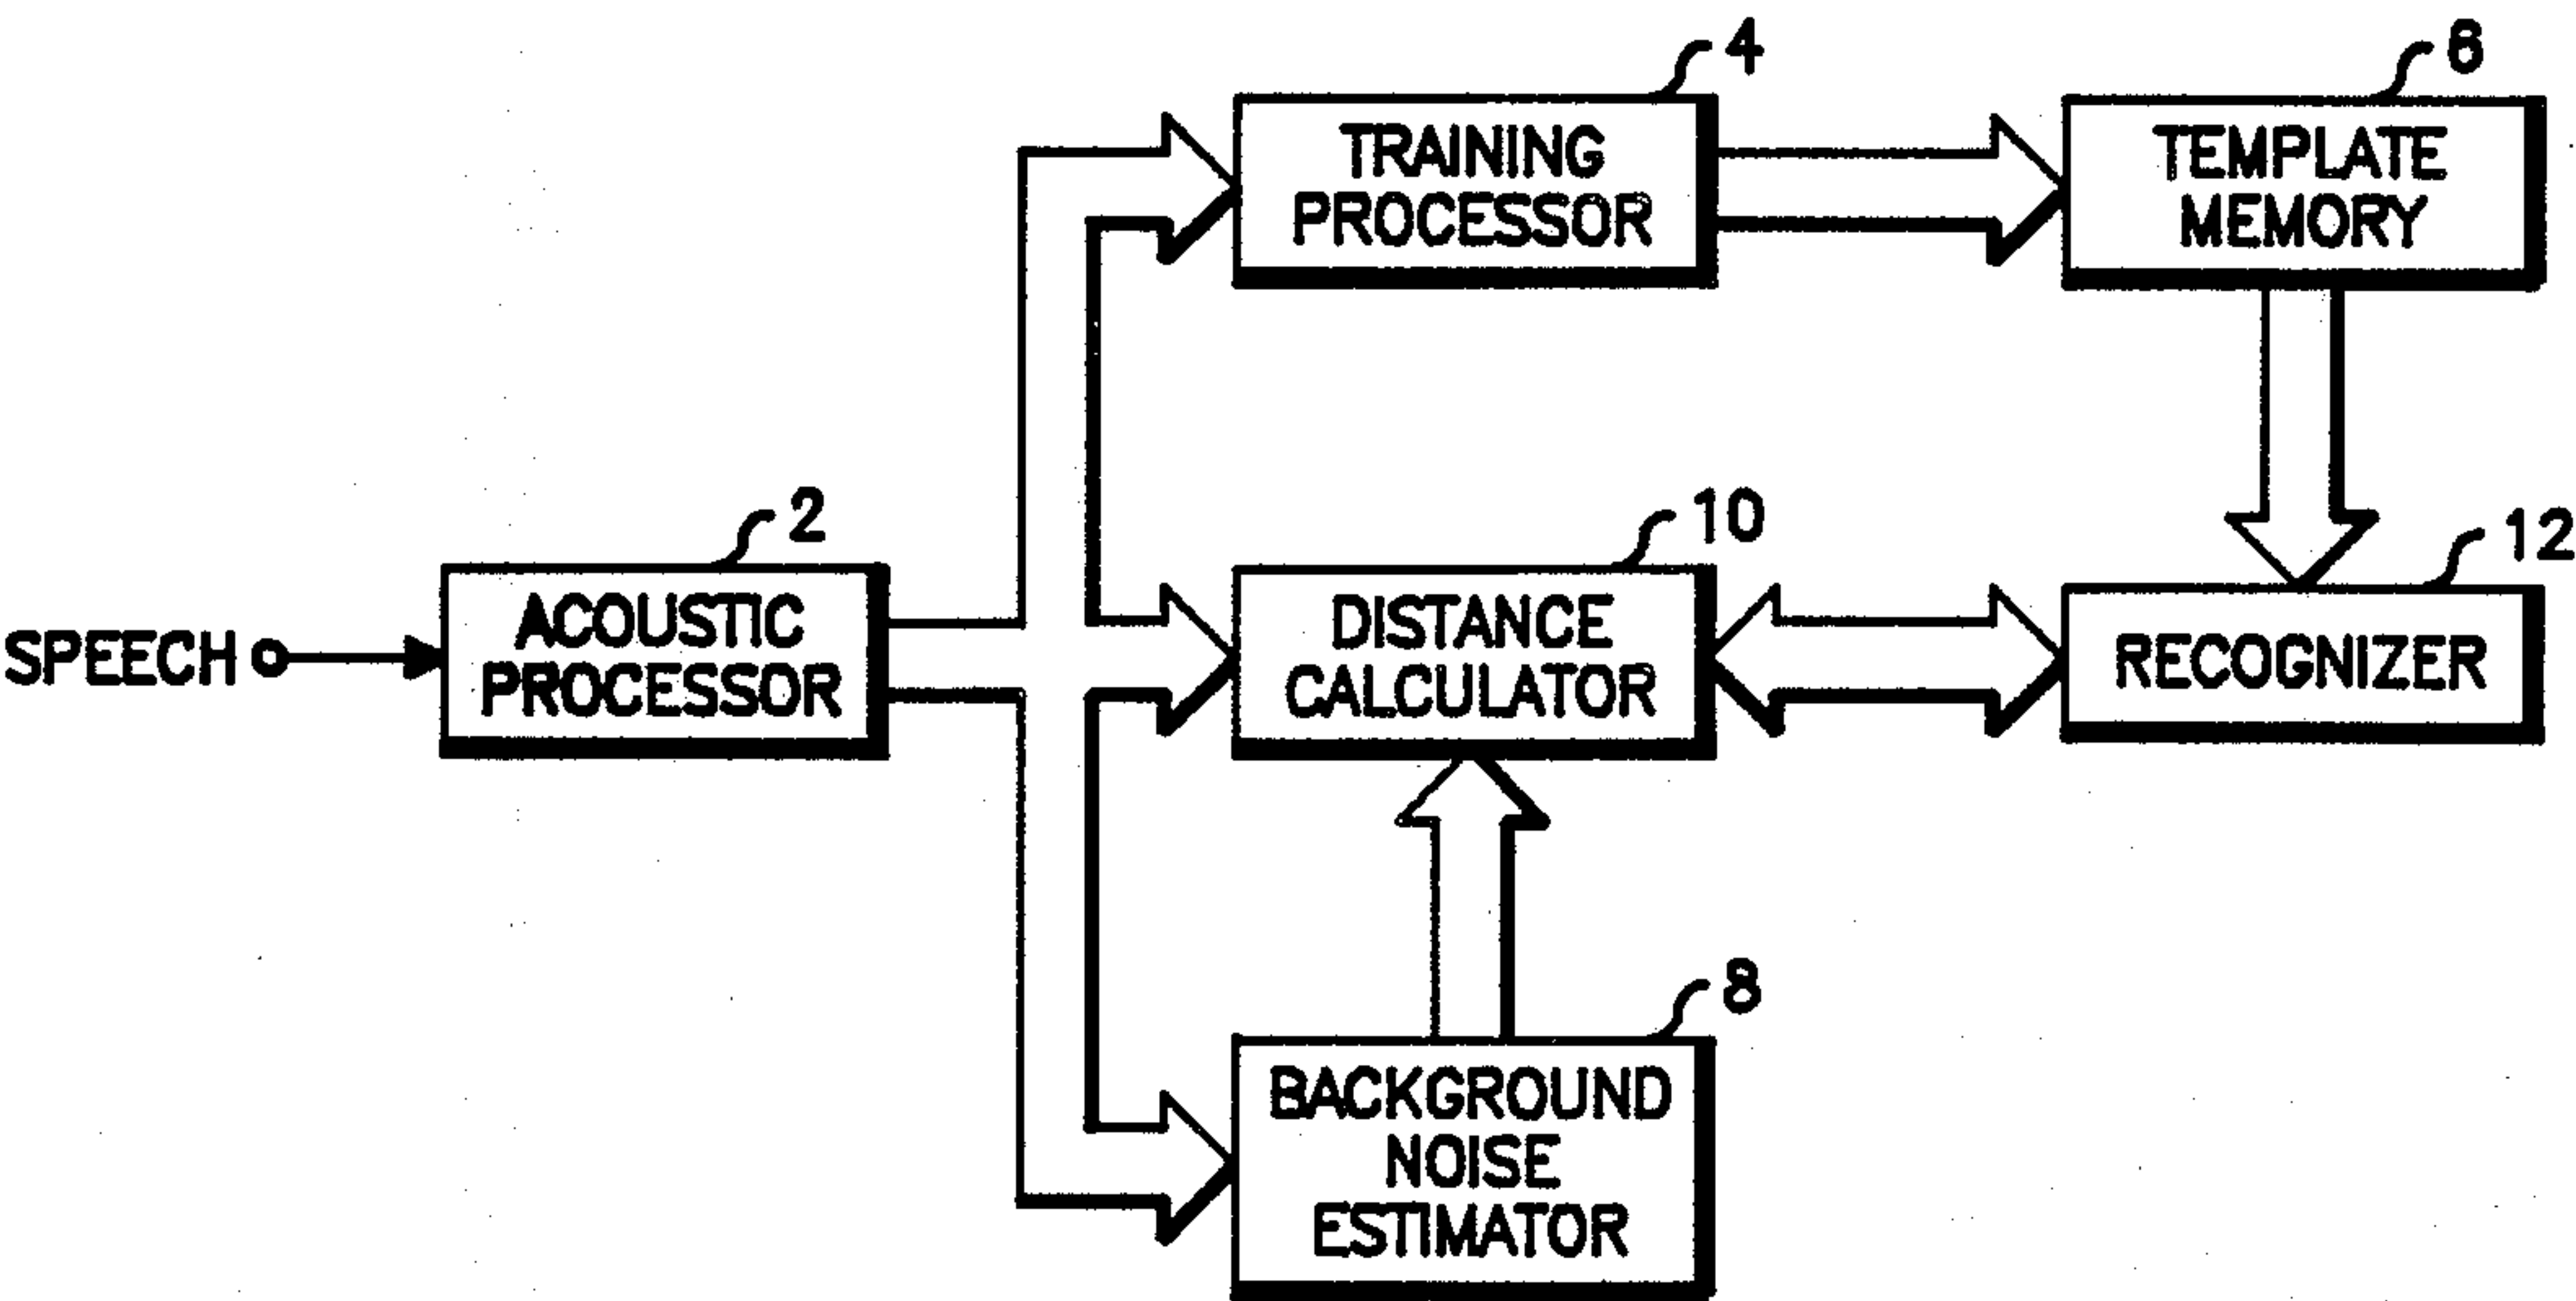 4
6
TRAINING
PROCESSOR
TEMPLATE
MEMORY
2
10
12
SPEECH
ACOUSTIC
PROCESSOR
DISTANCE
CALCULATOR
RECOGNIZER
8
BACKGROUND
NOISE
ESTIMATOR